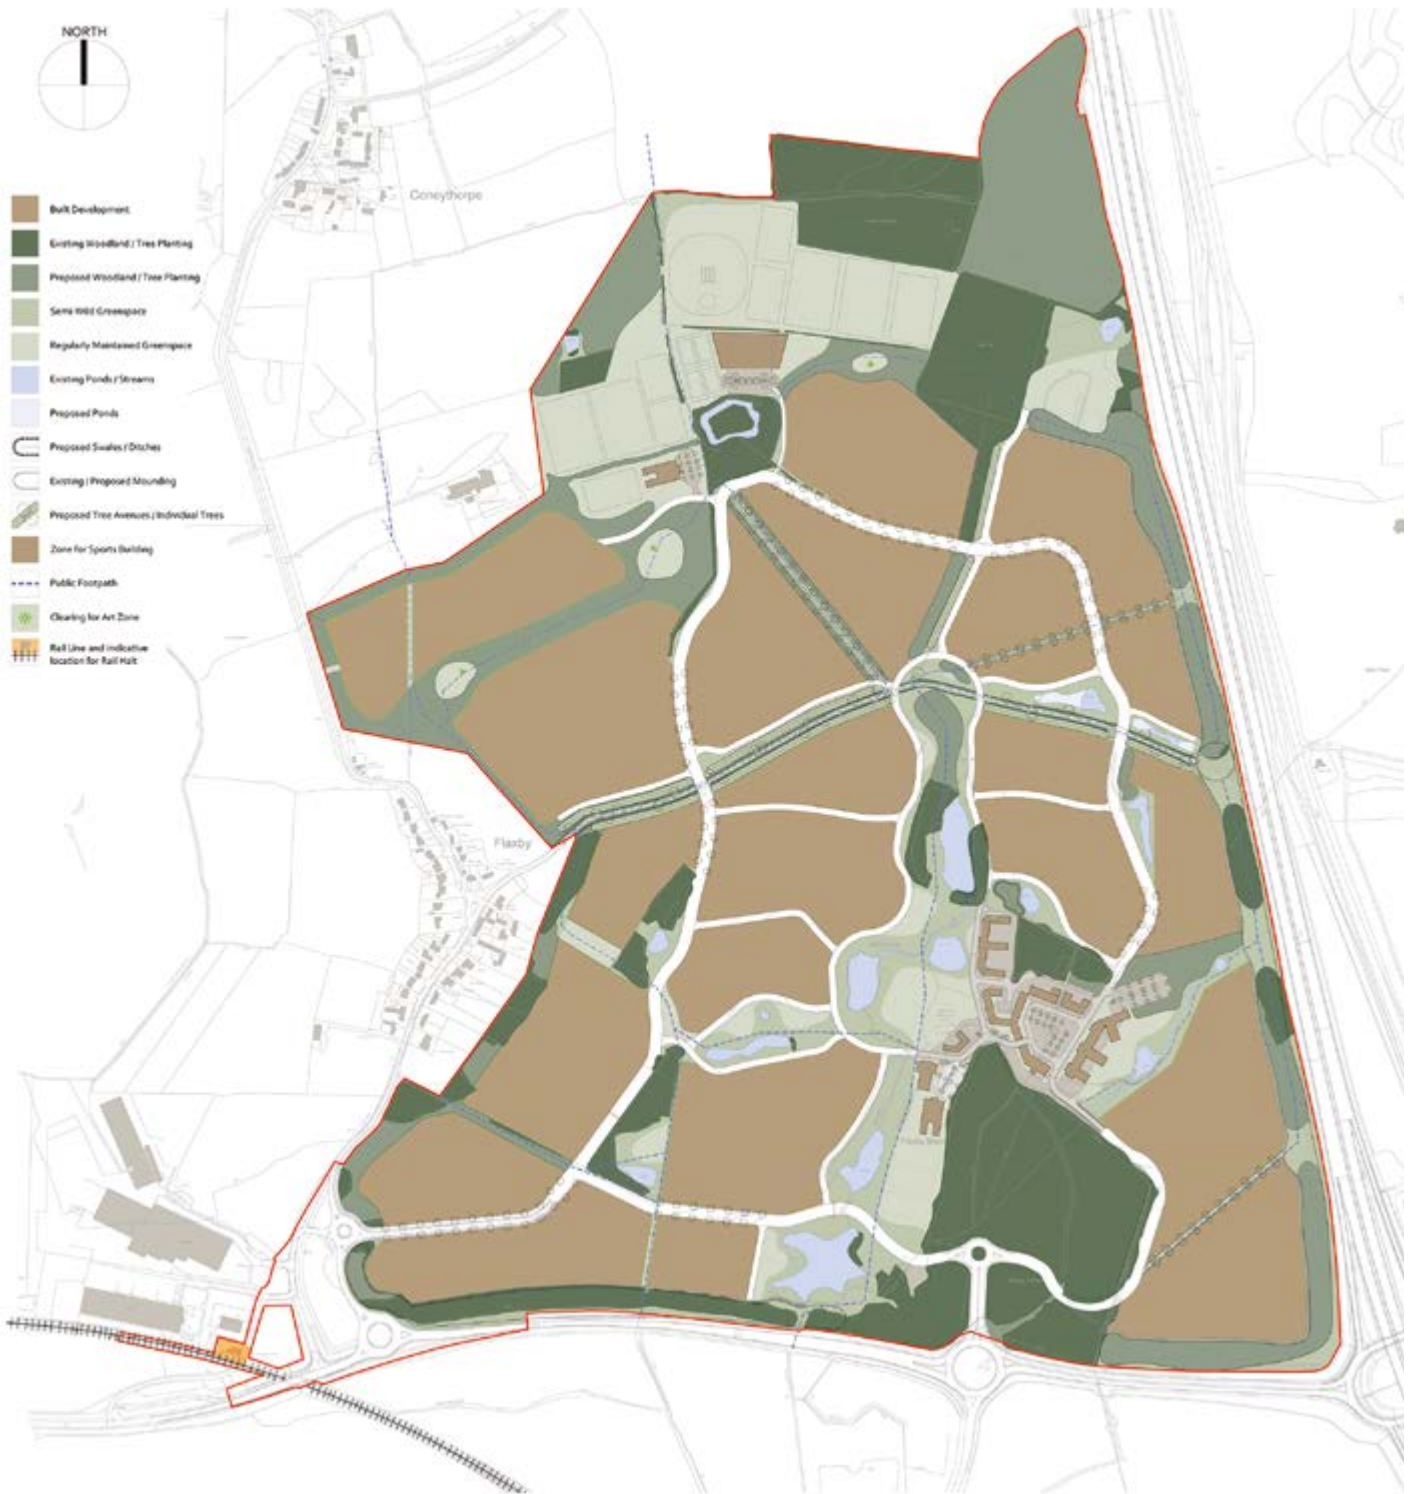 NORTH
Coneythorpe
Built Development
Existing Woodland / Tree Planting
Proposed Woodland / Tree Planting
Semi Wild Greenspace
Regularly Maintained Greenspace
Existing Ponds / Streams
Proposed Ponds
Proposed Swales / Ditches
Existing / Proposed Mounding
Proposed Tree Avenues / Individual Trees
Zone for Sports Building
Public Footpath
Clearing for Art Zone
Rail Line and indicative
location for Rail Halt
Flaxby